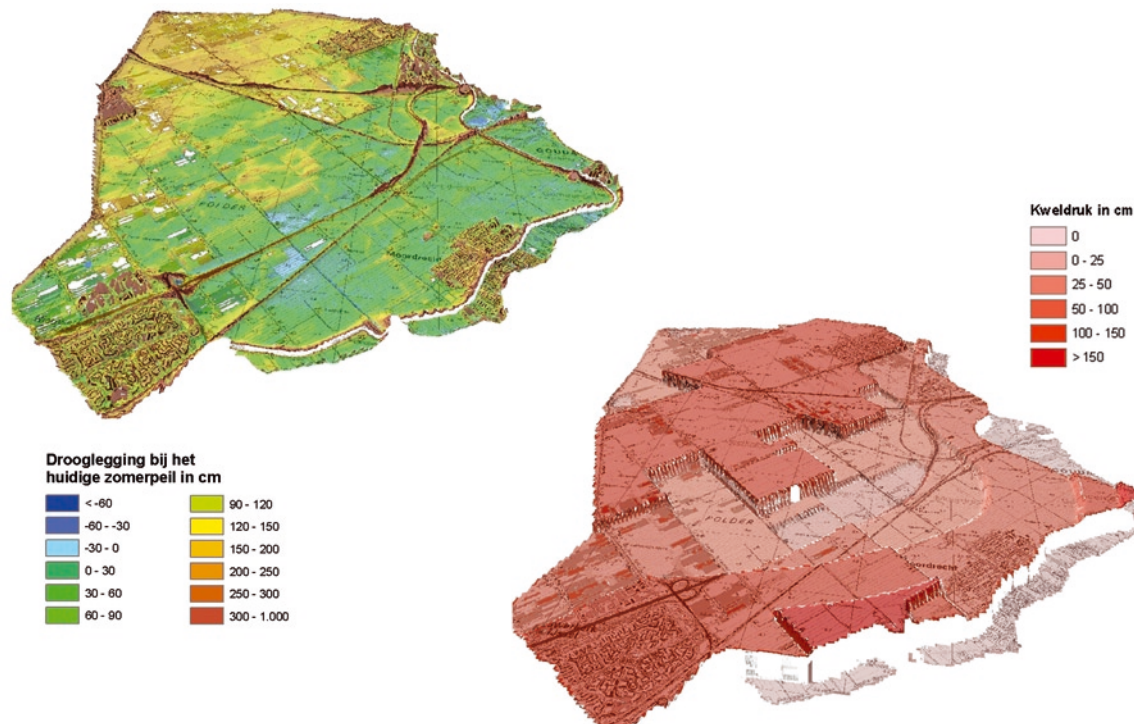 GOUDA
POLDER
Moordrecht
Kweldruk in cm
0
0 - 25
25 - 50
50 - 100
100 - 150
> 150
Drooglegging bij het
huidige zomerpeil in cm
< -60
-60 - -30
-30 - 0
0 - 30
30 - 60
60 - 90
90 - 120
120 - 150
150 - 200
200 - 250
250 - 300
300 - 1.000
POLDER
oordrecht